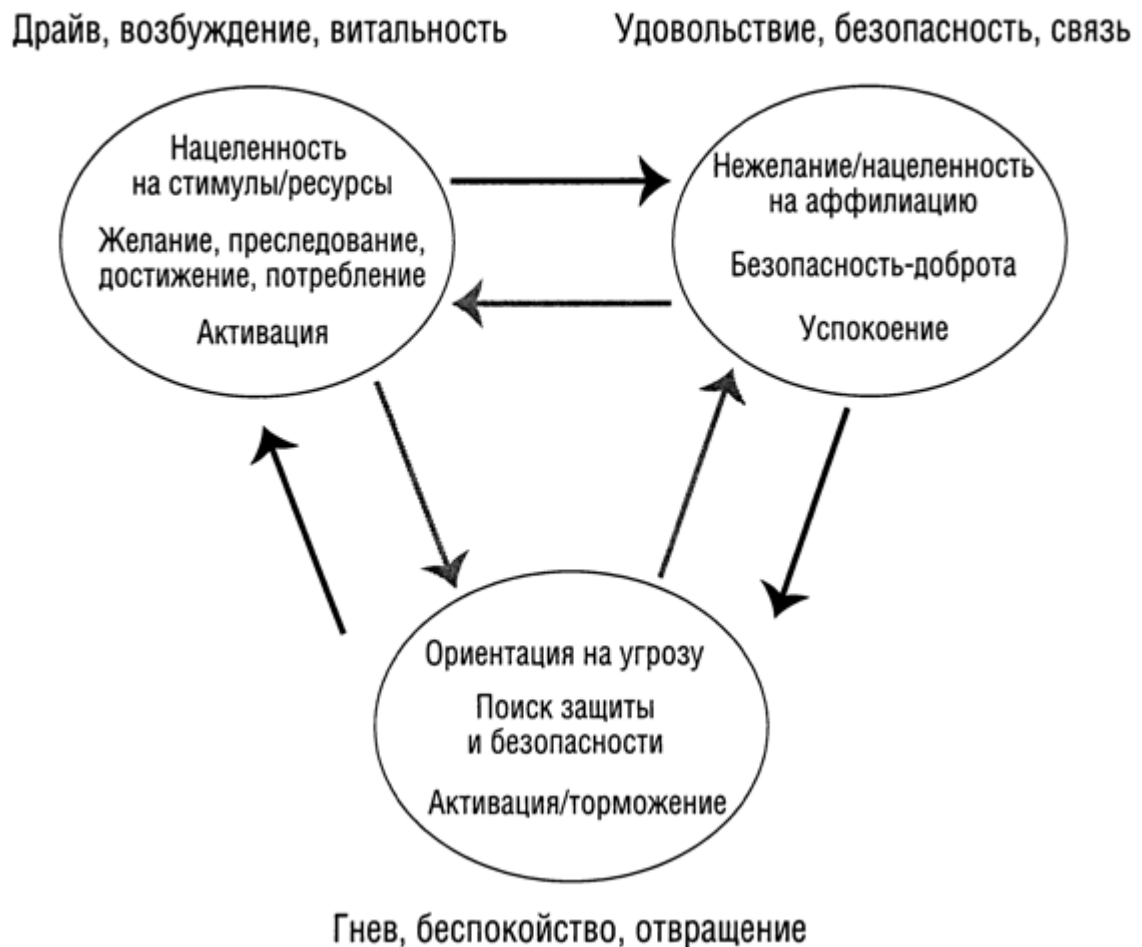 Драйв, возбуждение, витальность
Удовольствие, безопасность, связь
Нацеленность
на стимулы/ресурсы
Желание, преследование,
достижение, потребление
Активация
Нежелание/нацеленность
на аффилиацию
Безопасность-доброта
Успокоение
Ориентация на угрозу
Поиск защиты
и безопасности
Активация/торможение
Гнев, беспокойство, отвращение